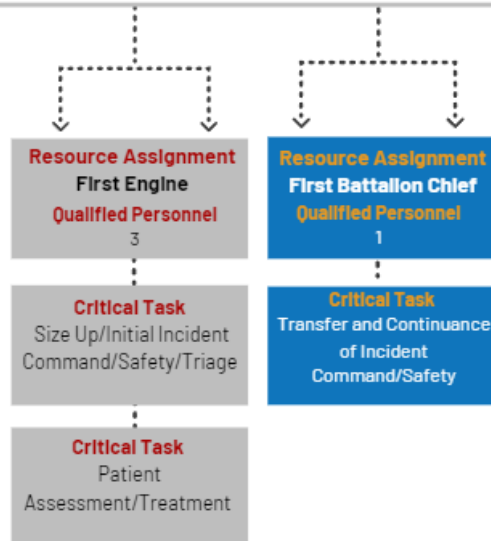 Resource Assignment
First Engine
Qualified Personnel
3
Critical Task
Size Up/Initial Incident
Command/Safety/Triage
Critical Task
Patient
Assessment/Treatment
Resource Assignment
First Battalion Chief
Qualified Personnel
1
Critical Task
Transfer and Continuance
of Incident
Command/Safety